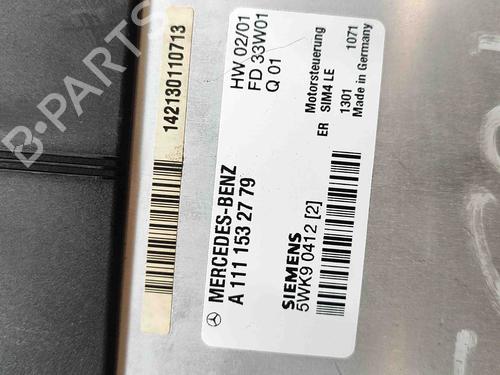 142130110713
MERCEDES-BENZ
A 111 153 27 79
HW 02/01
FD 33W01
Q 01
SIEMENS
5WK9 0412 [2]
Motorsteuerung
ER SIM4 LE
1301 1071
Made in Germany
B-PARTS